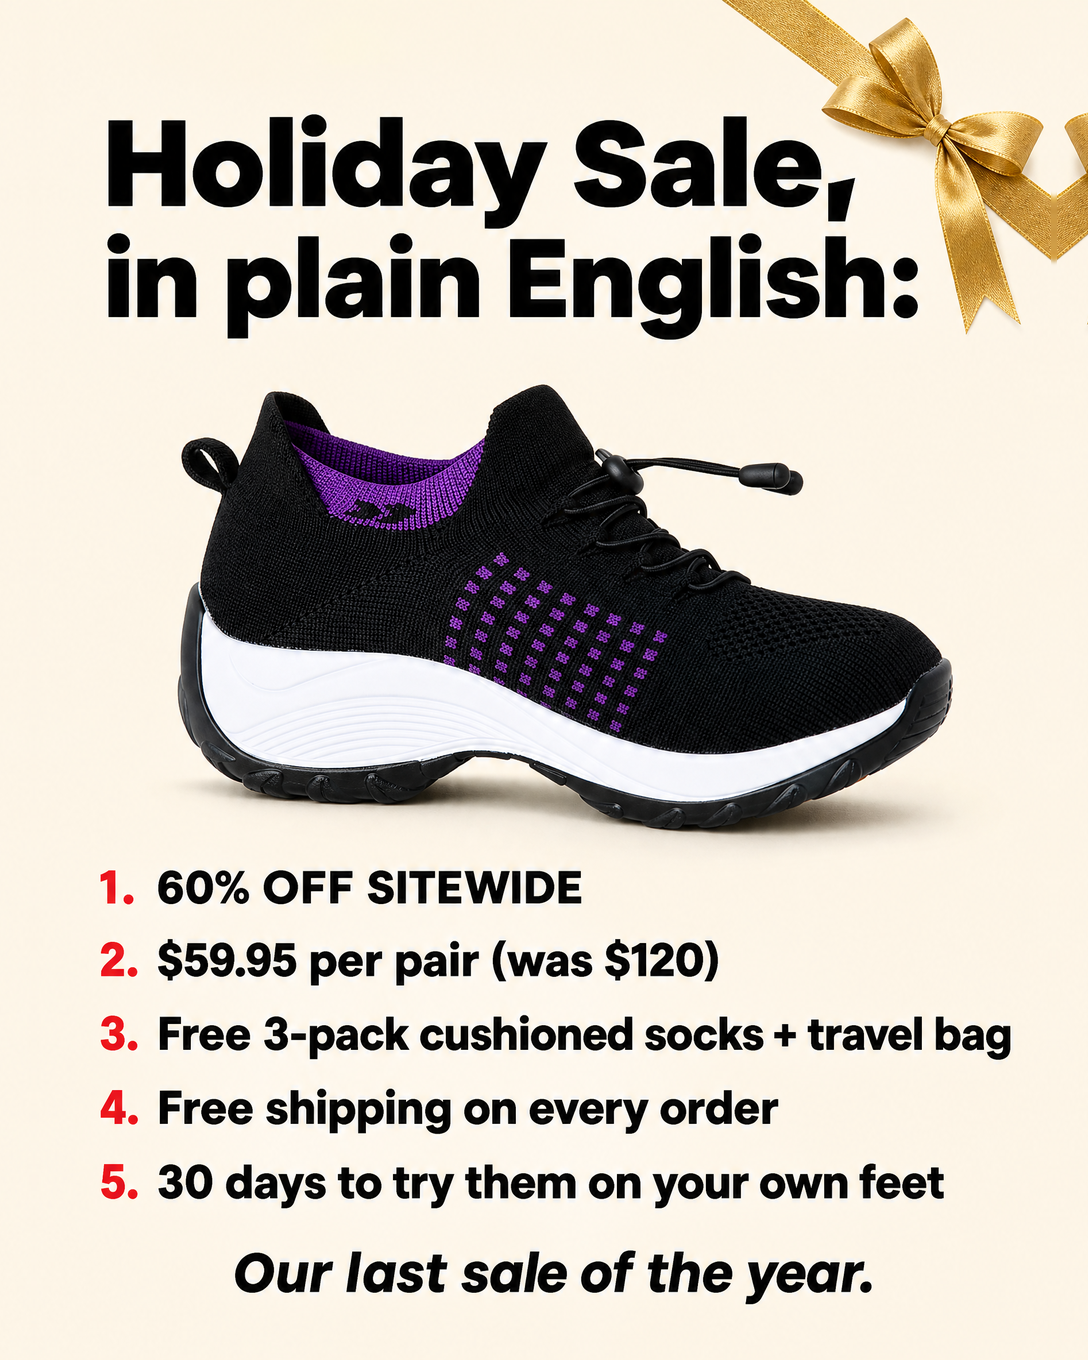 Holiday Sale,
in plain English:
1. 60% OFF SITEWIDE
2. $59.95 per pair (was $120)
3. Free 3-pack cushioned socks + travel bag
4. Free shipping on every order
5. 30 days to try them on your own feet
Our last sale of the year.